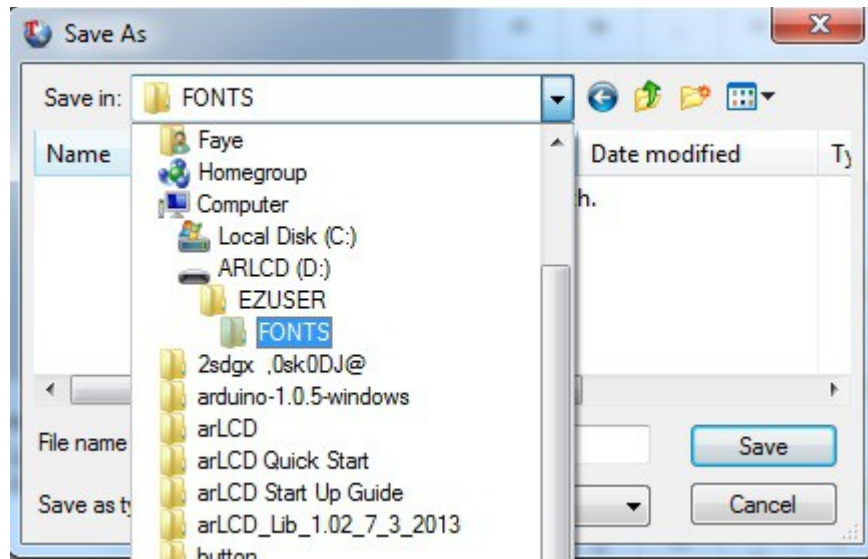 Save As
Save in: FONTS
Name Date modified Ty
Faye
Homegroup
h.
Computer
Local Disk (C:)
ARLCD (D:)
EZUSER
FONTS
2sdgx ,0sk0DJ@
arduino-1.0.5-windows
arLCD
File name Save
arLCD Quick Start
arLCD Start Up Guide
Save as ty Cancel
arLCD_Lib_1.02_7_3_2013
button